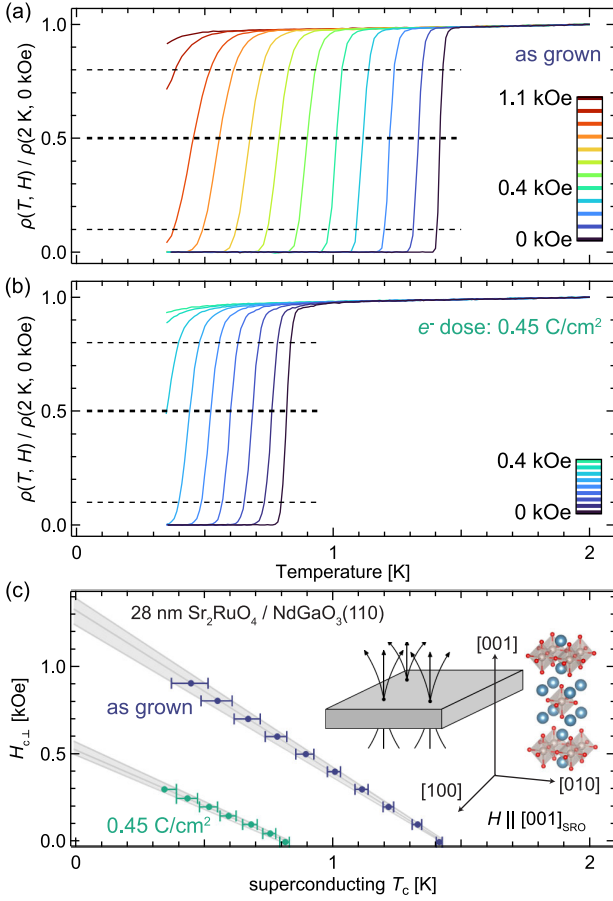 (a)
ρ(T, H) / ρ(2 K, 0 kOe)
1.0
0.5
0.0
as grown
1.1 kOe
0.4 kOe
0 kOe
(b)
ρ(T, H) / ρ(2 K, 0 kOe)
1.0
0.5
0.0
e⁻ dose: 0.45 C/cm²
0.4 kOe
0 kOe
0
1
2
Temperature [K]
(c)
H꜀⊥ [kOe]
1.0
0.5
0.0
28 nm Sr₂RuO₄ / NdGaO₃(110)
as grown
0.45 C/cm²
[001]
[100]
[010]
H || [001]SRO
0
1
2
superconducting T꜀ [K]